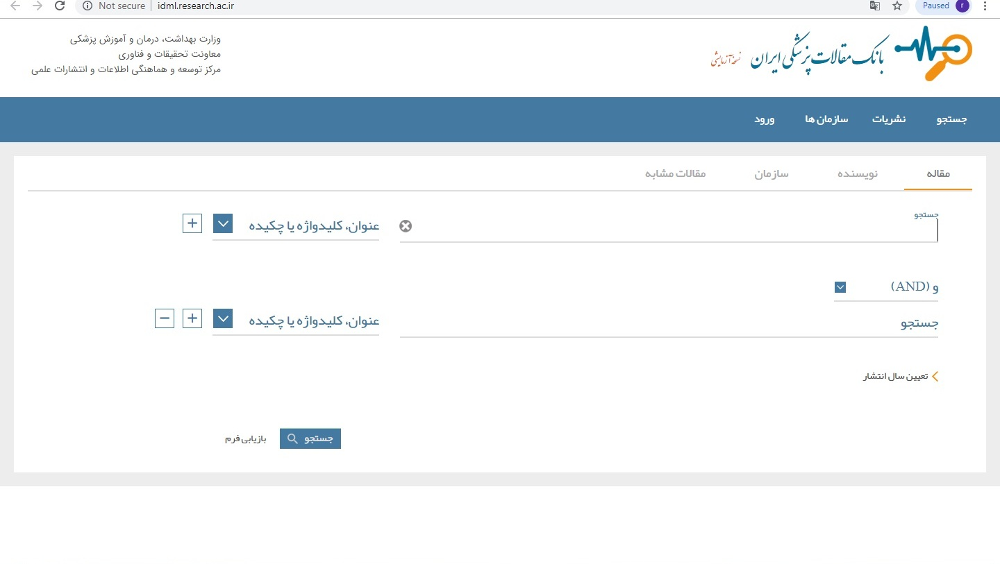 Not secure | idml.research.ac.ir
Paused r
بانک مقالات پزشکی ایران نسخه آزمایشی
وزارت بهداشت، درمان و آموزش پزشکی
معاونت تحقیقات و فناوری
مرکز توسعه و هماهنگی اطلاعات و انتشارات علمی
جستجو نشریات سازمان ها ورود
مقاله نویسنده سازمان مقالات مشابه
جستجو
عنوان، کلیدواژه یا چکیده
و (AND)
جستجو عنوان، کلیدواژه یا چکیده
تعیین سال انتشار
جستجو بازیابی فرم